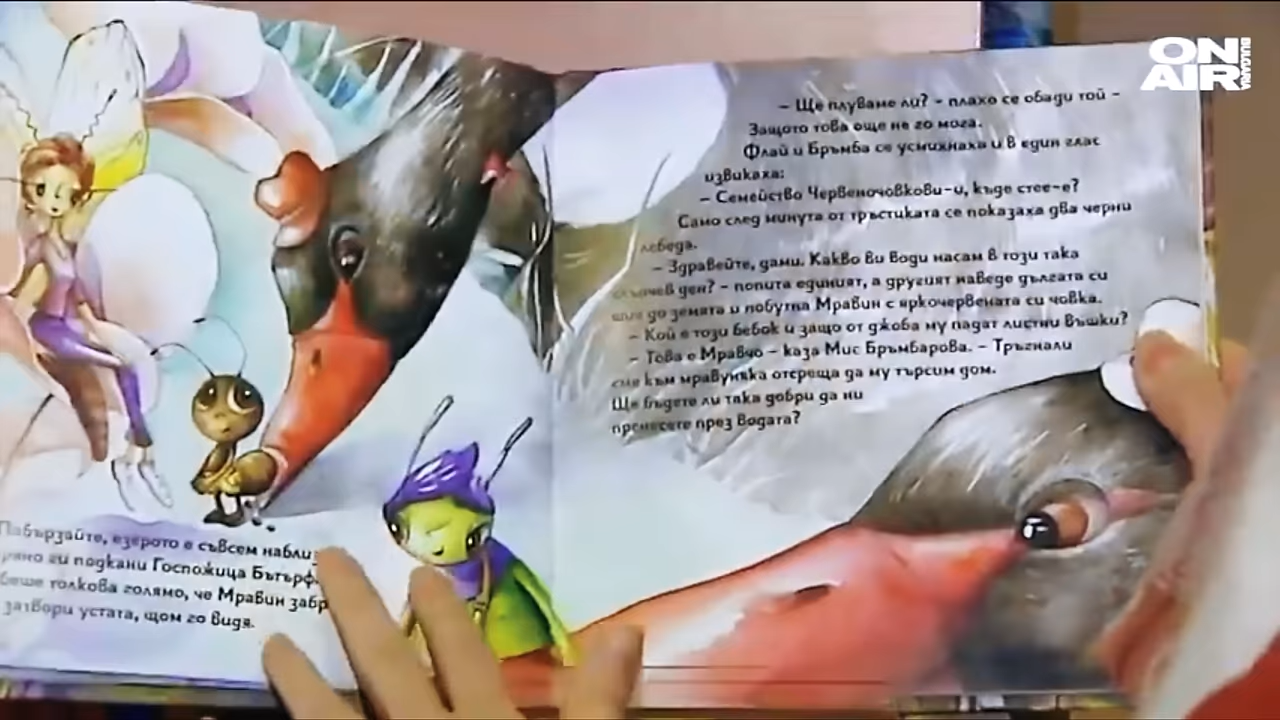 Побързайте, езерото е съвсем
ги подкани Госпожица
беше толкова голямо, че Мравин
затвори устата, щом го видя.
– Ще плуваме ли? – плахо се обади той –
Защото това още не го мога.
Флай и Бръмба се усмихнаха и в един глас
извикаха:
– Семейство Червеночовкови-и, къде стее-е?
Само след минута от тръстиката се показаха два черни
лебеда.
– Здравейте, дами. Какво ви води насам в този така
слънчев ден? – попита единият, а другият наведе дългата си
шия до земята и побутна Мравин с яркочервената си човка.
– Кой е този бебок и защо от джоба му падат листни въшки?
– Това е Мравчо – каза Мис Бръмбарова. – Тръгнали
сме към мравуняка отсреща да му търсим дом.
Ще бъдете ли така добри да ни
пренесете през водата?
ON AIR
BULGARIA